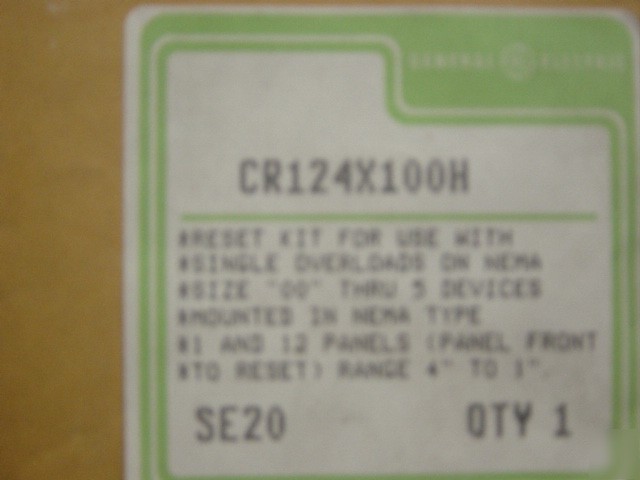 GENERAL ELECTRIC
CR124X100H
*RESET KIT FOR USE WITH
*SINGLE OVERLOADS ON NEMA
*SIZE "00" THRU 5 DEVICES
*MOUNTED IN NEMA TYPE
*1 AND 12 PANELS (PANEL FRONT
*TO RESET) RANGE 4" TO 1".
SE20 QTY 1